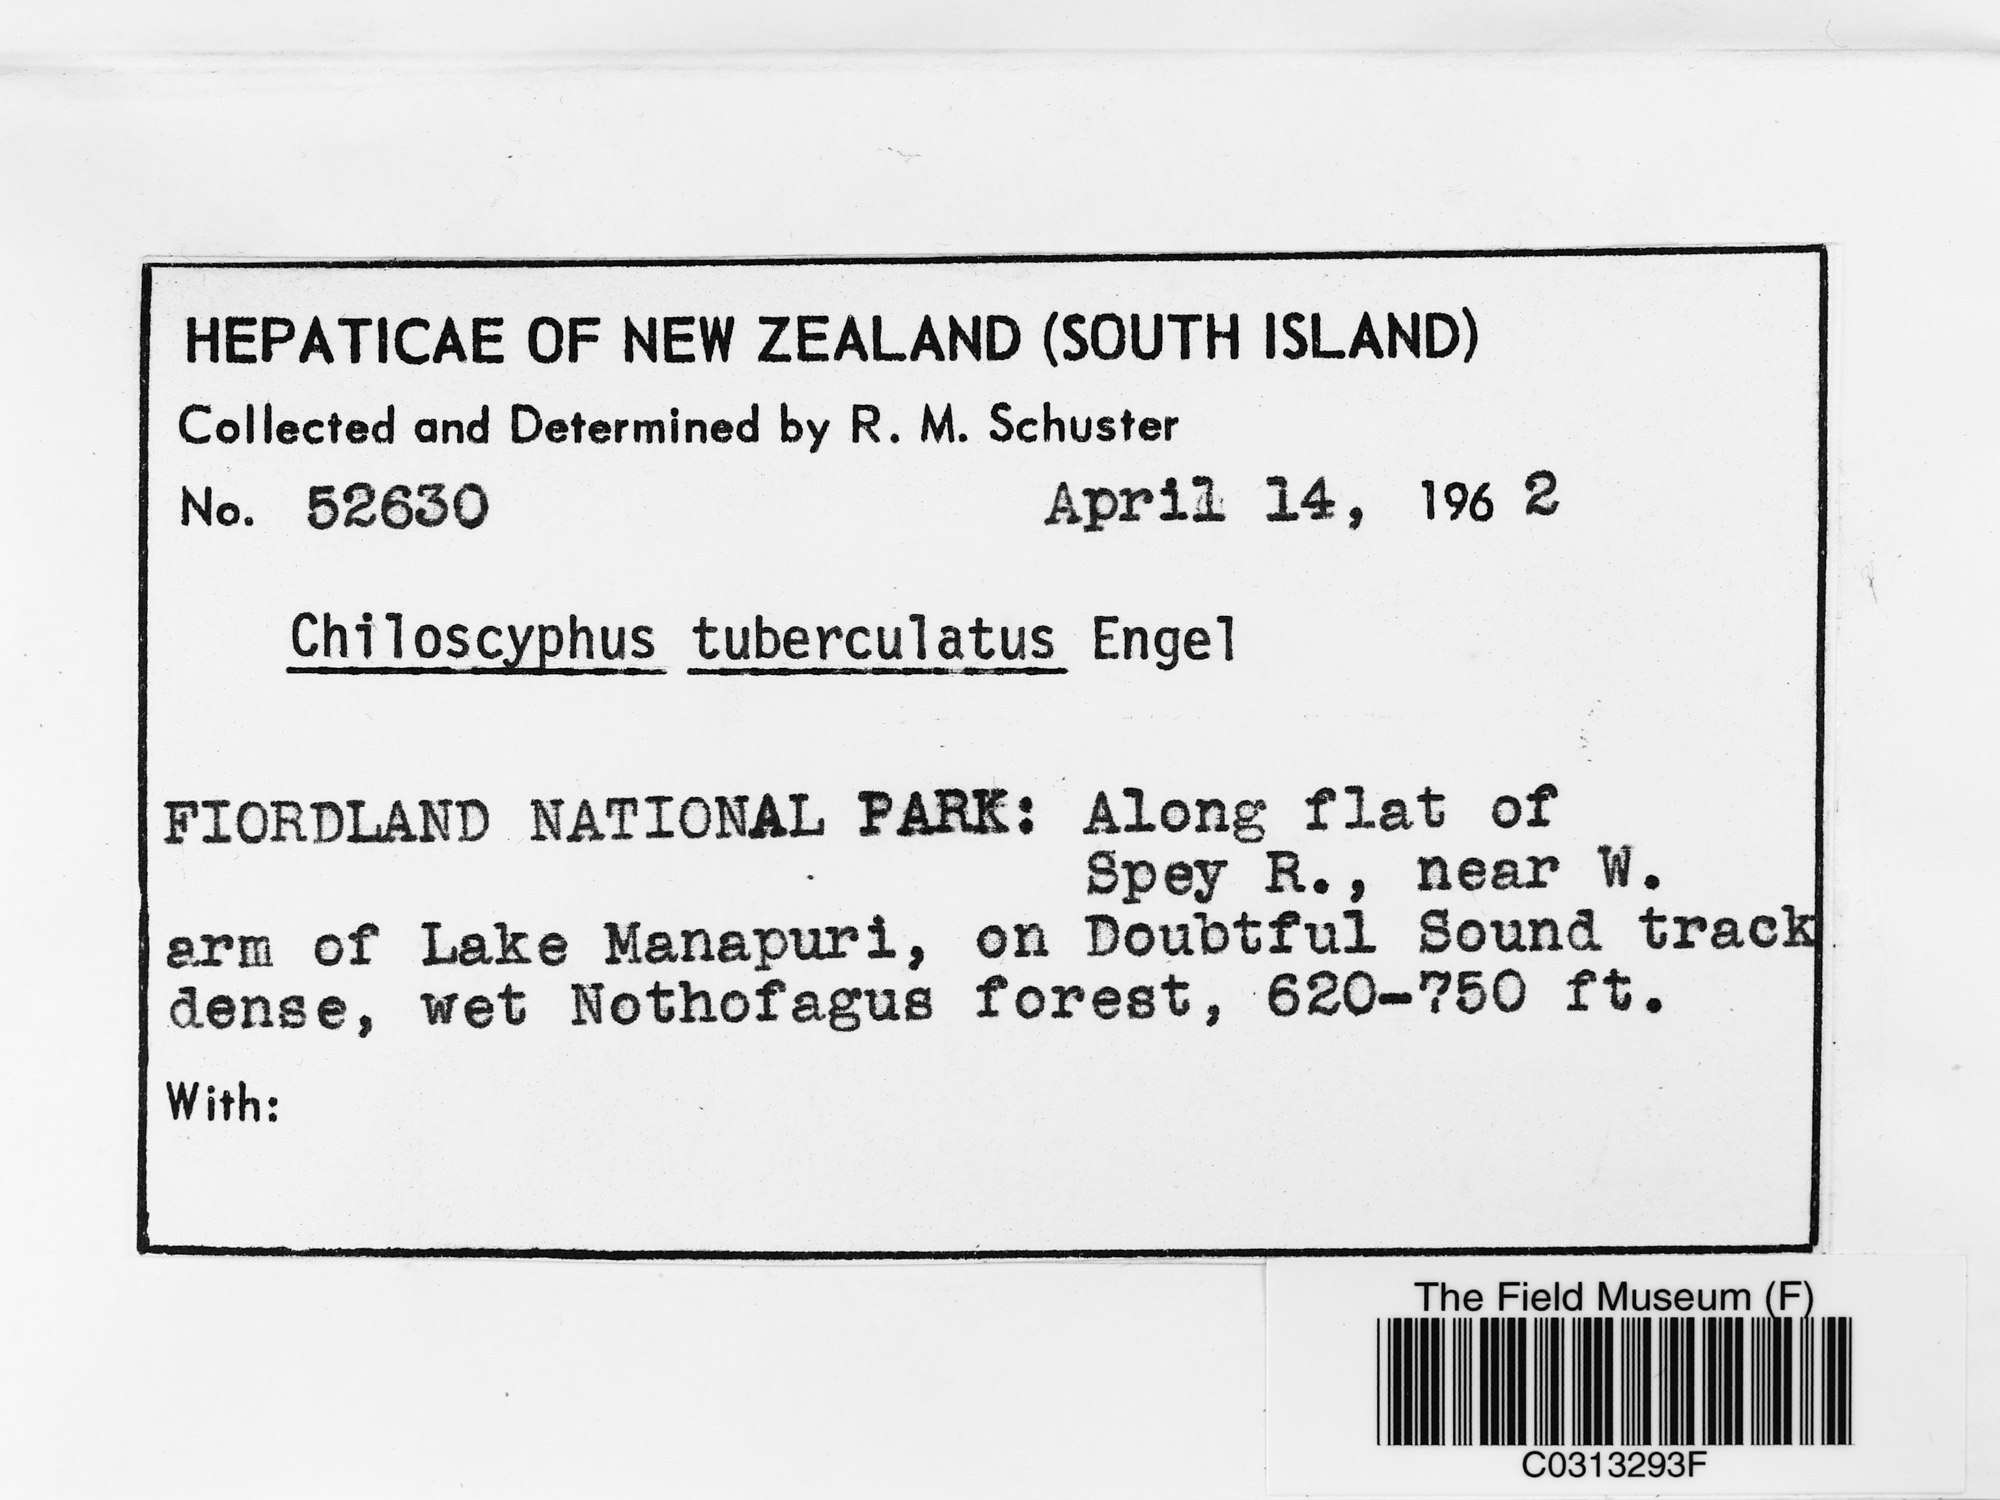 HEPATICAE OF NEW ZEALAND (SOUTH ISLAND)
Collected and Determined by R. M. Schuster
No. 52630 April 14, 1962
Chiloscyphus tuberculatus Engel
FIORDLAND NATIONAL PARK: Along flat of
Spey R., near W.
arm of Lake Manapuri, on Doubtful Sound track
dense, wet Nothofagus forest, 620-750 ft.
With:
The Field Museum (F)
C0313293F